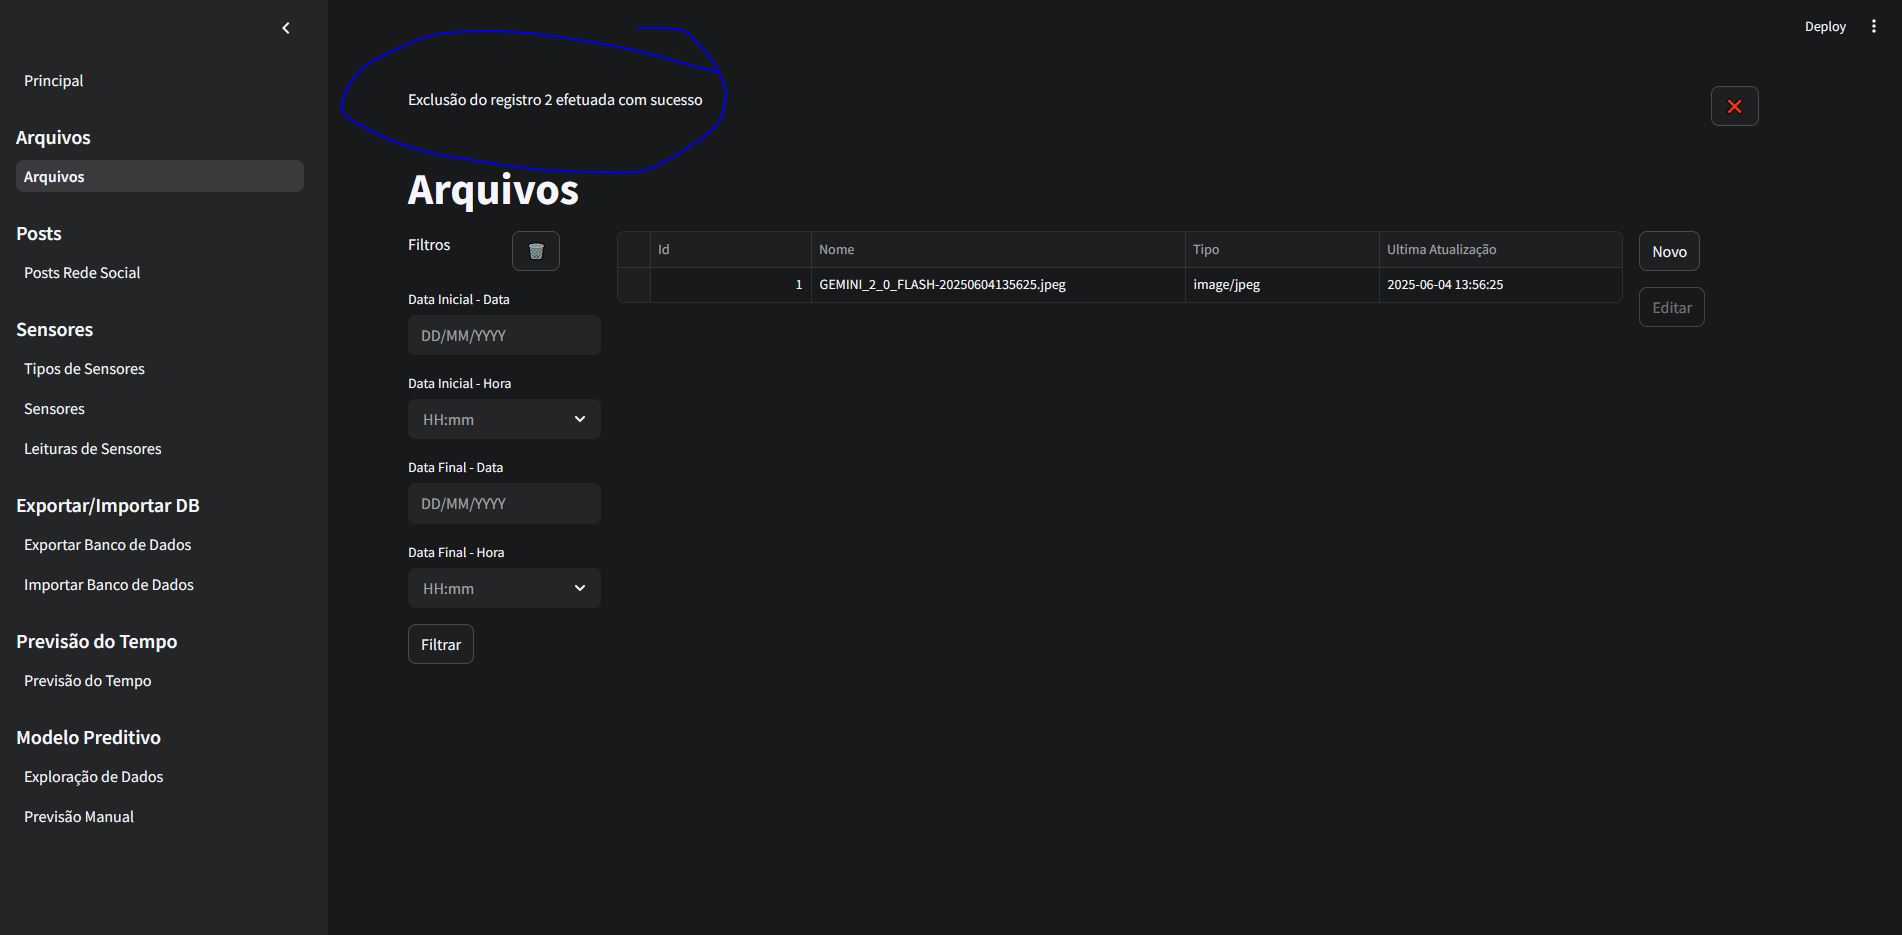 Deploy
Principal
Arquivos
Arquivos
Posts
Posts Rede Social
Sensores
Tipos de Sensores
Sensores
Leituras de Sensores
Exportar/Importar DB
Exportar Banco de Dados
Importar Banco de Dados
Previsão do Tempo
Previsão do Tempo
Modelo Preditivo
Exploração de Dados
Previsão Manual
Exclusão do registro 2 efetuada com sucesso
Arquivos
Filtros
Data Inicial - Data
DD/MM/YYYY
Data Inicial - Hora
HH:mm
Data Final - Data
DD/MM/YYYY
Data Final - Hora
HH:mm
Filtrar
Id Nome Tipo Ultima Atualização
1 GEMINI_2_0_FLASH-20250604135625.jpeg image/jpeg 2025-06-04 13:56:25
Novo
Editar